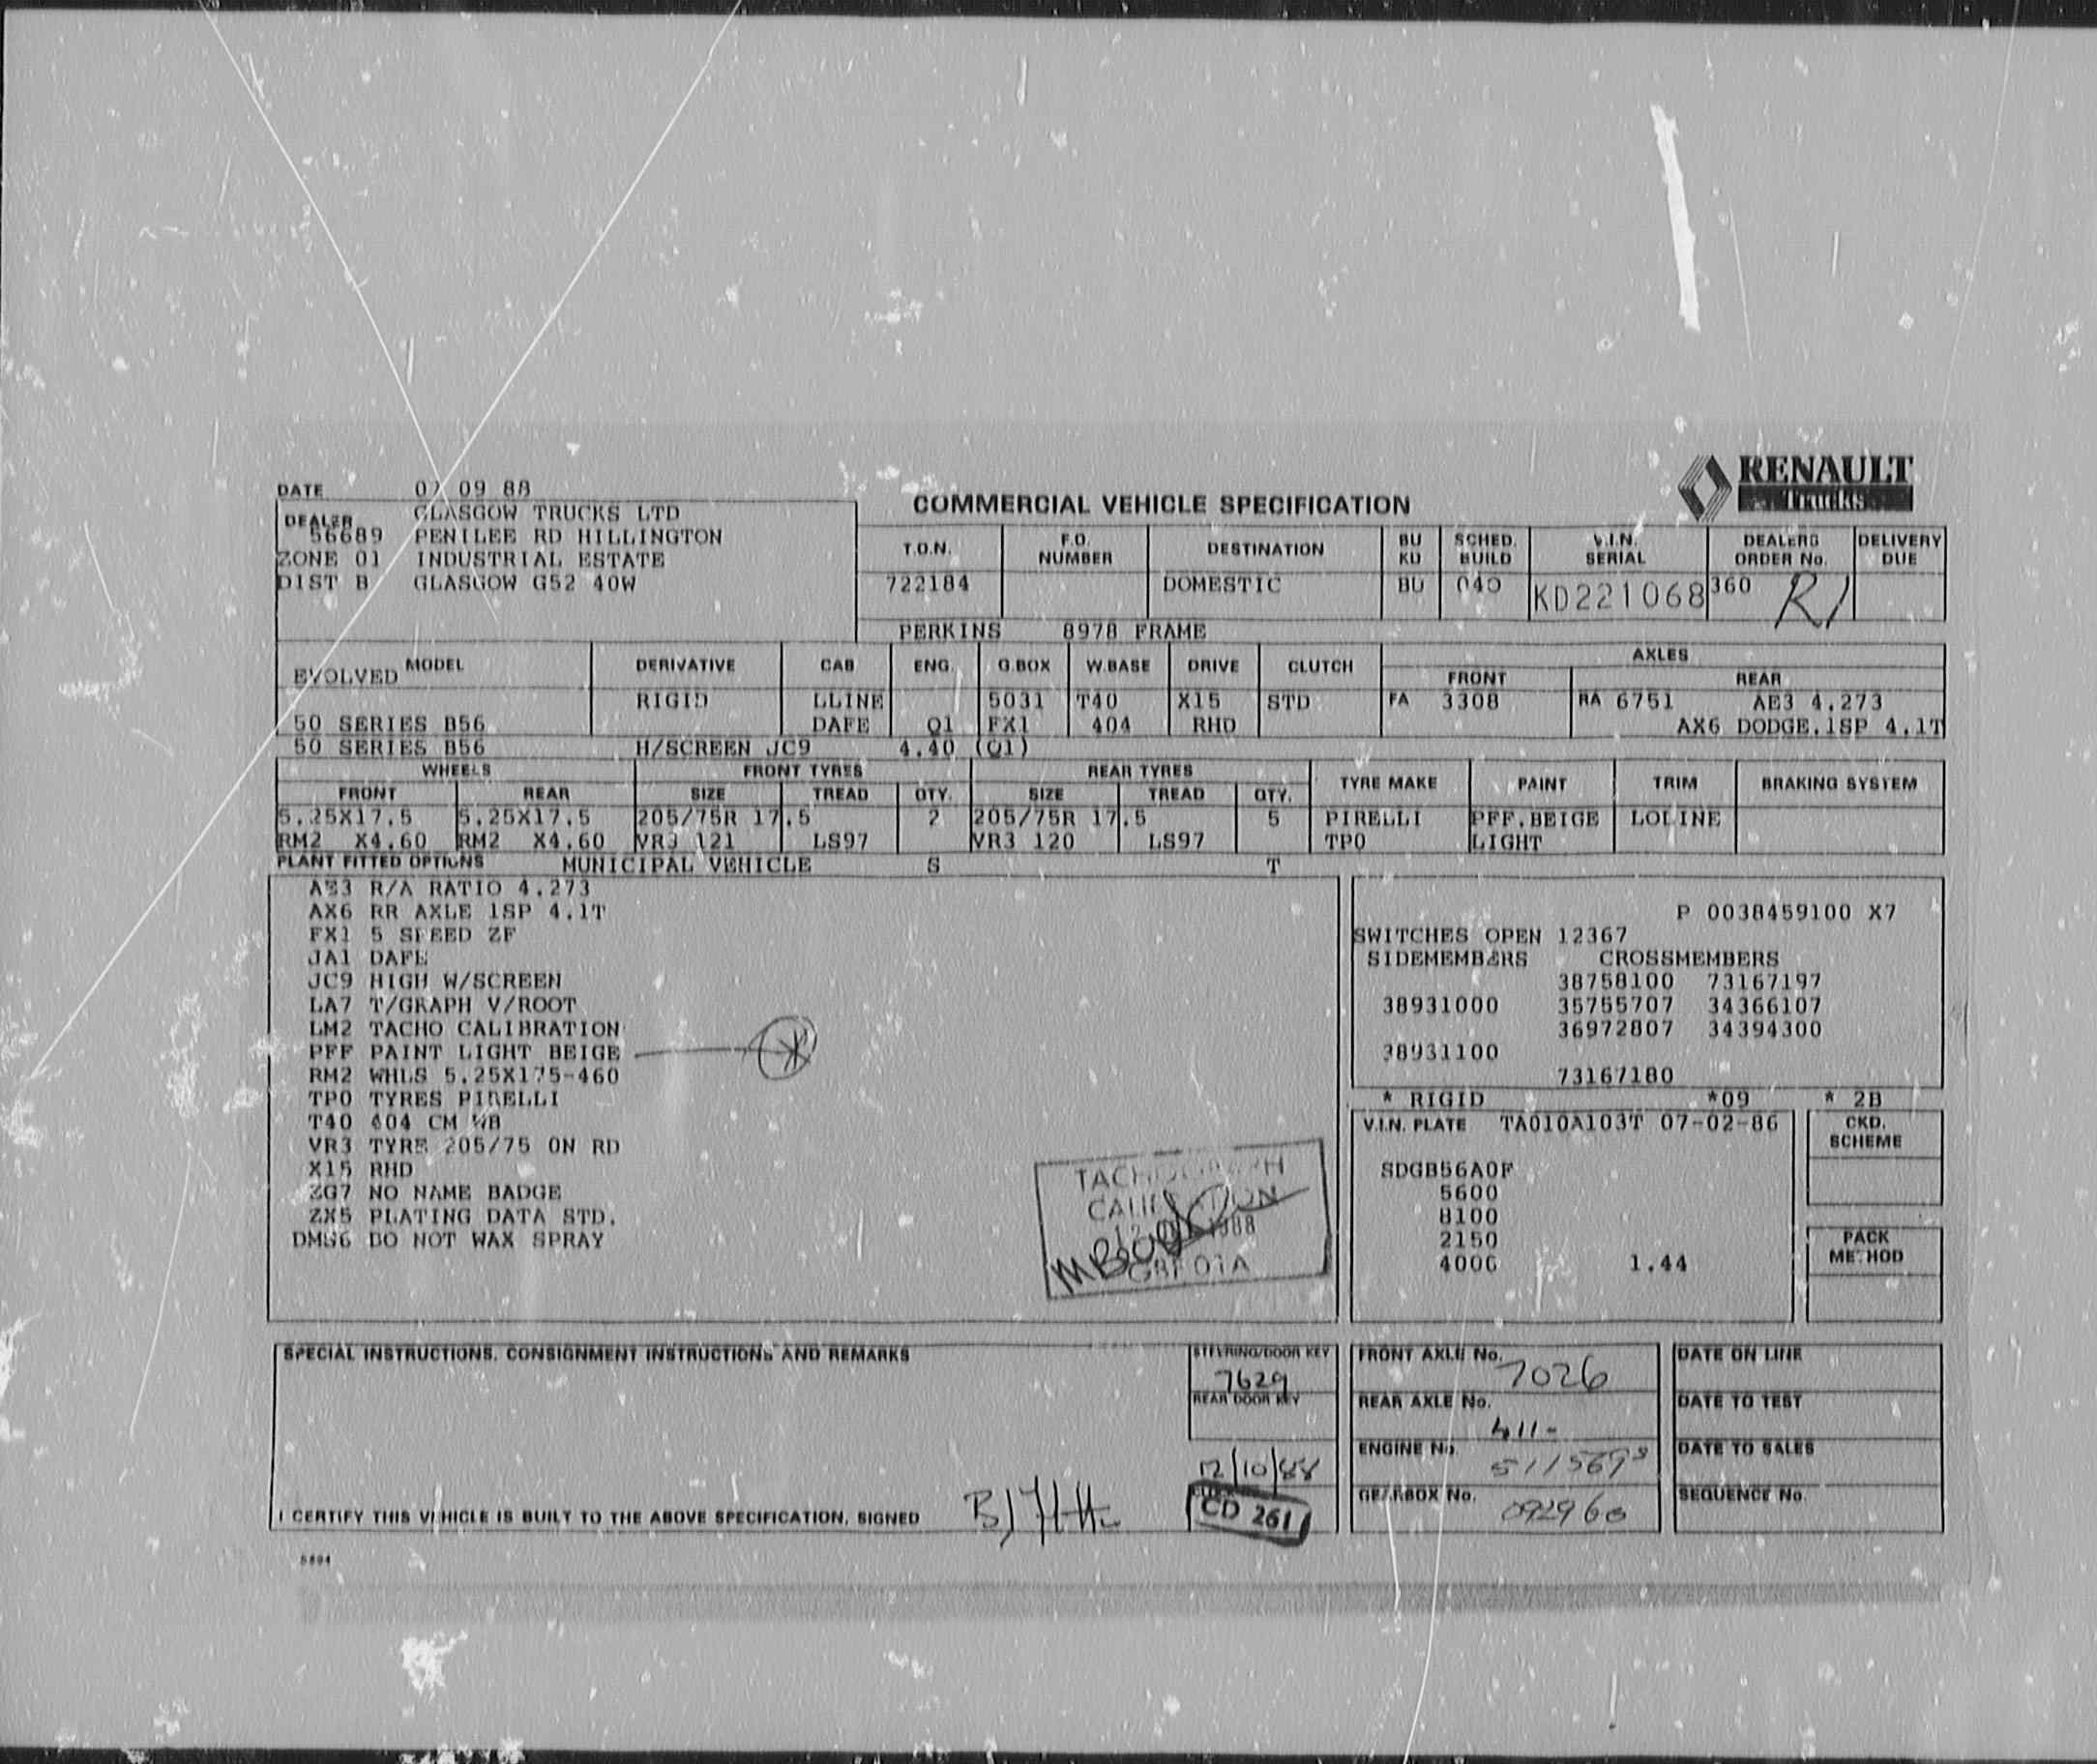 RENAULT
Trucks
DATE 07 09 88
COMMERCIAL VEHICLE SPECIFICATION
DEALER GLASGOW TRUCKS LTD
56689 PENILEE RD HILLINGTON
ZONE 01 INDUSTRIAL ESTATE
DIST B GLASGOW G52 40W
T.O.N. F.O. NUMBER DESTINATION BU KD SCHED. BUILD V.I.N. SERIAL DEALERS ORDER No. DELIVERY DUE
722184 DOMESTIC BU 040 KD221068 360 R1
PERKINS 8978 FRAME
MODEL DERIVATIVE CAB ENG. G.BOX W.BASE DRIVE CLUTCH AXLES
FRONT REAR
EVOLVED
RIGID LLINE 5031 T40 X15 STD FA 3308 RA 6751 AE3 4.273
50 SERIES B56 DAFE Q1 FX1 404 RHD AX6 DODGE.1SP 4.1T
50 SERIES B56 H/SCREEN JC9 4.40 (Q1)
WHEELS FRONT TYRES REAR TYRES TYRE MAKE PAINT TRIM BRAKING SYSTEM
FRONT REAR SIZE TREAD QTY. SIZE TREAD QTY.
5.25X17.5 5.25X17.5 205/75R 17.5 2 205/75R 17.5 5 PIRELLI PFF.BEIGE LOLINE
RM2 X4.60 RM2 X4.60 VR3 121 LS97 VR3 120 LS97 TPO LIGHT
PLANT FITTED OPTIONS MUNICIPAL VEHICLE S T
AE3 R/A RATIO 4.273
AX6 RR AXLE 1SP 4.1T
FX1 5 SPEED ZF
JA1 DAFE
JC9 HIGH W/SCREEN
LA7 T/GRAPH V/ROOT
LM2 TACHO CALIBRATION
PFF PAINT LIGHT BEIGE *
RM2 WHLS 5.25X175-460
TPO TYRES PIRELLI
T40 404 CM WB
VR3 TYRE 205/75 ON RD
X15 RHD
ZG7 NO NAME BADGE
ZX5 PLATING DATA STD.
DMS6 DO NOT WAX SPRAY
TACHOGRAPH
CALIBRATION
12 1988
P 0038459100 X7
SWITCHES OPEN 12367
SIDEMEMBERS CROSSMEMBERS
38758100 73167197
38931000 35755707 34366107
36972807 34394300
38931100
73167180
* RIGID *09 * 2B
V.I.N. PLATE TA010A103T 07-02-86
SDGB56A0F
5600
8100
2150
4000 1.44
CKD. SCHEME
PACK METHOD
SPECIAL INSTRUCTIONS. CONSIGNMENT INSTRUCTIONS AND REMARKS
STEERING/DOOR KEY
7629
REAR DOOR KEY
12/10/88
CD 261
I CERTIFY THIS VEHICLE IS BUILT TO THE ABOVE SPECIFICATION. SIGNED
FRONT AXLE No. 7026
REAR AXLE No. 411-
ENGINE No. 511569s
GEARBOX No. 092960
DATE ON LINE
DATE TO TEST
DATE TO SALES
SEQUENCE No.
5894